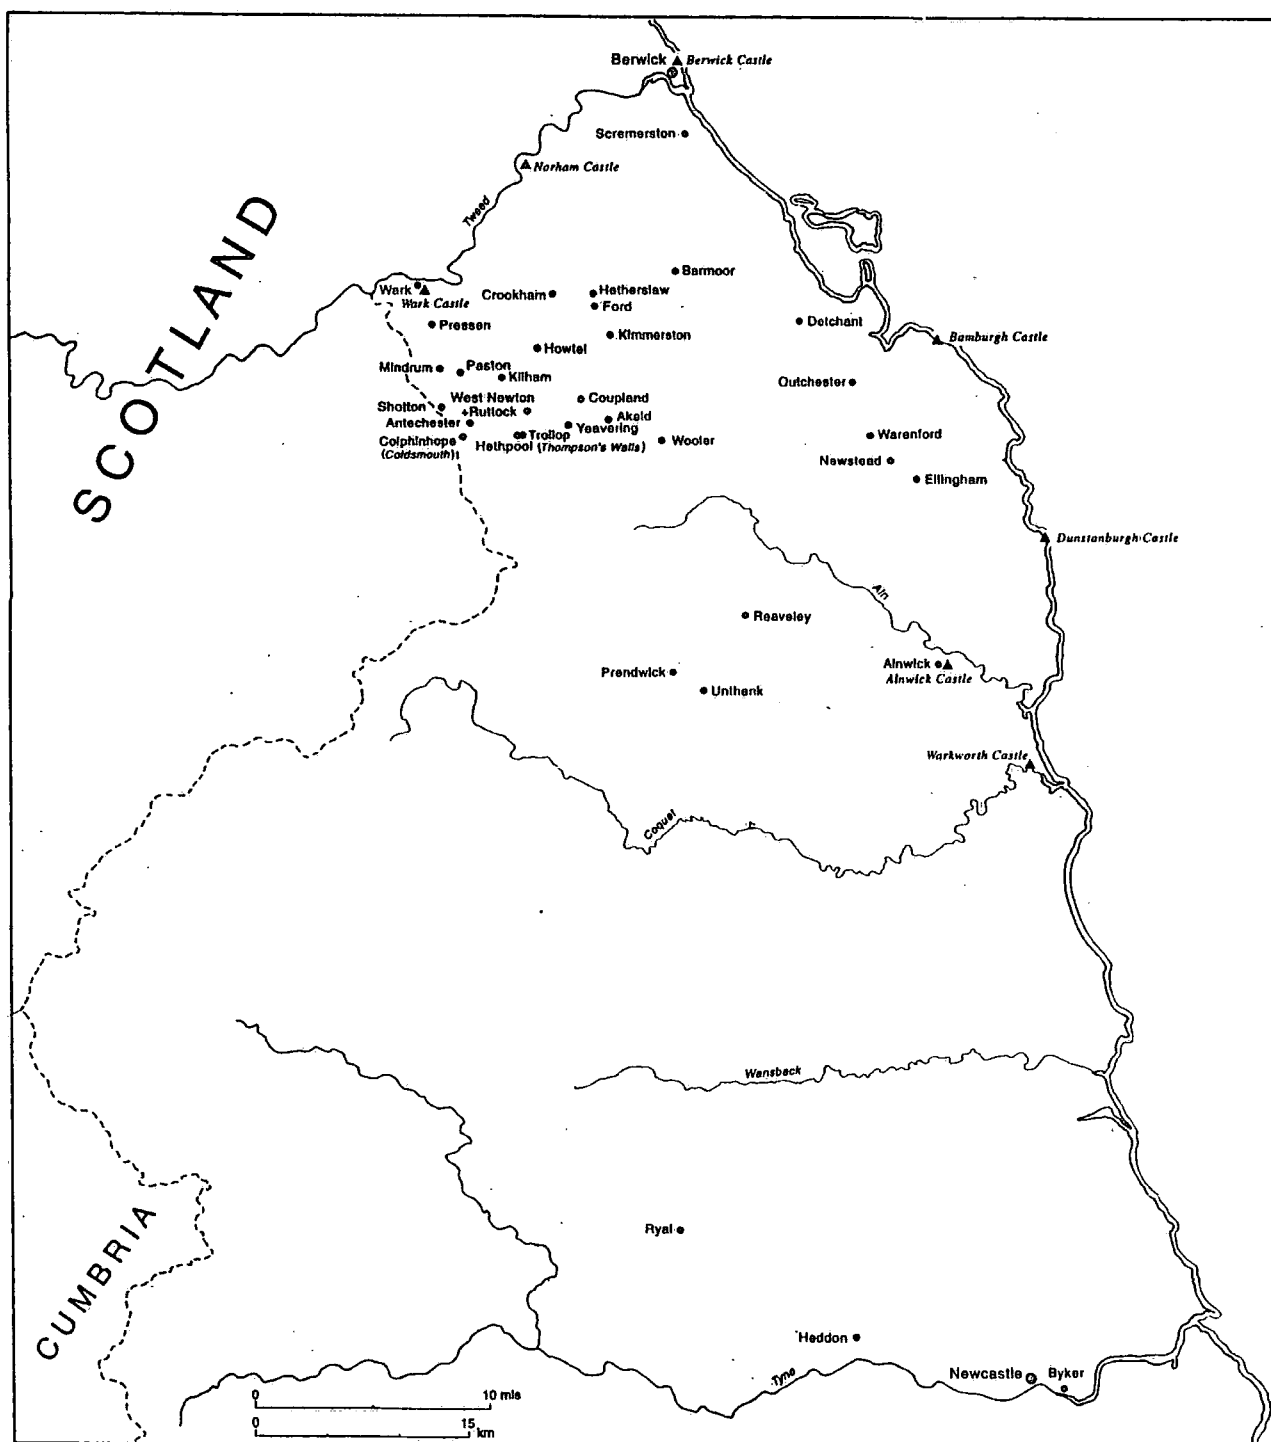 Berwick
Berwick Castle
Scremerston
Norham Castle
Tweed
SCOTLAND
Barmoor
Wark
Wark Castle
Crookham
Hetherslaw
Ford
Pressen
Detchant
Kimmerston
Bamburgh Castle
Howtel
Mindrum
Paston
Kilham
Outchester
West Newton
Coupland
Shotton
+Ruttock
Akeld
Antechester
Yeavering
Trollop
Colphinhope
(Coldsmouth)
Hethpool (Thompson's Walls)
Wooler
Warenford
Newstead
Ellingham
Dunstanburgh Castle
Aln
Reaveley
Alnwick
Alnwick Castle
Prendwick
Unthank
Warkworth Castle
Coquet
Wansback
CUMBRIA
Ryal
Heddon
Newcastle
Byker
Tyne
0 10 mls
0 15 km